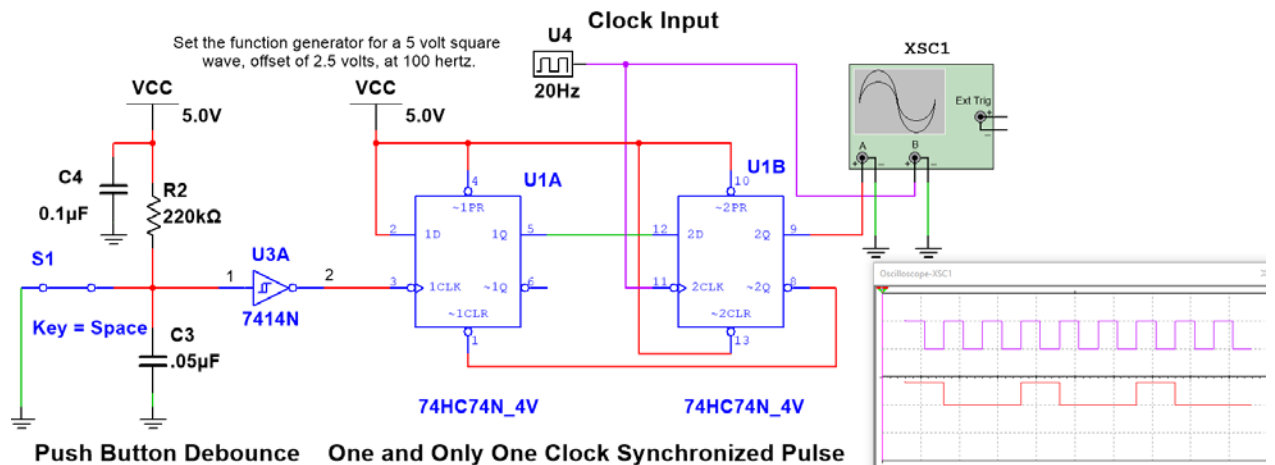 Clock Input
U4
20Hz
XSC1
Ext Trig
+
−
A
B
+
−
+
−
Set the function generator for a 5 volt square
wave, offset of 2.5 volts, at 100 hertz.
VCC
5.0V
VCC
5.0V
C4
0.1µF
R2
220kΩ
S1
Key = Space
C3
.05µF
U3A
1
2
7414N
U1A
4
~1PR
2
1D
1Q
5
3
1CLK
~1Q
6
~1CLR
1
74HC74N_4V
U1B
10
~2PR
12
2D
2Q
9
11
2CLK
~2Q
8
~2CLR
13
74HC74N_4V
Oscilloscope-XSC1
Push Button Debounce
One and Only One Clock Synchronized Pulse